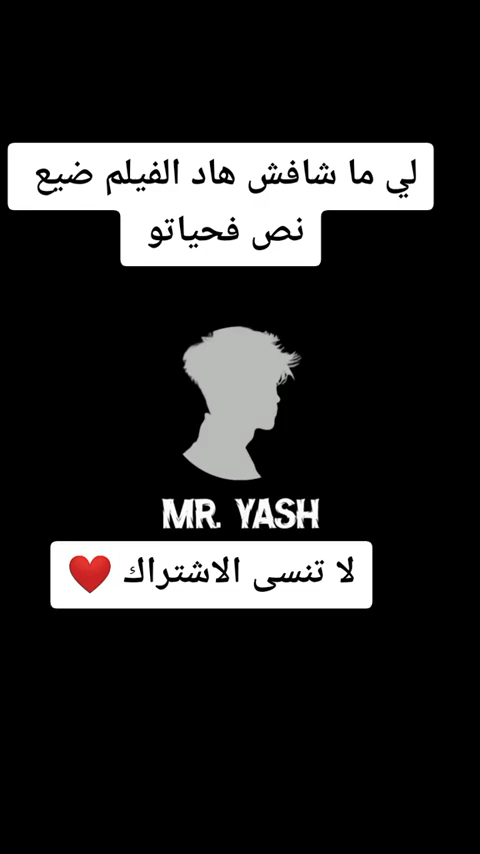 لي ما شافش هاد الفيلم ضيع
نص فحياتو
MR. YASH
لا تنسى الاشتراك ❤️